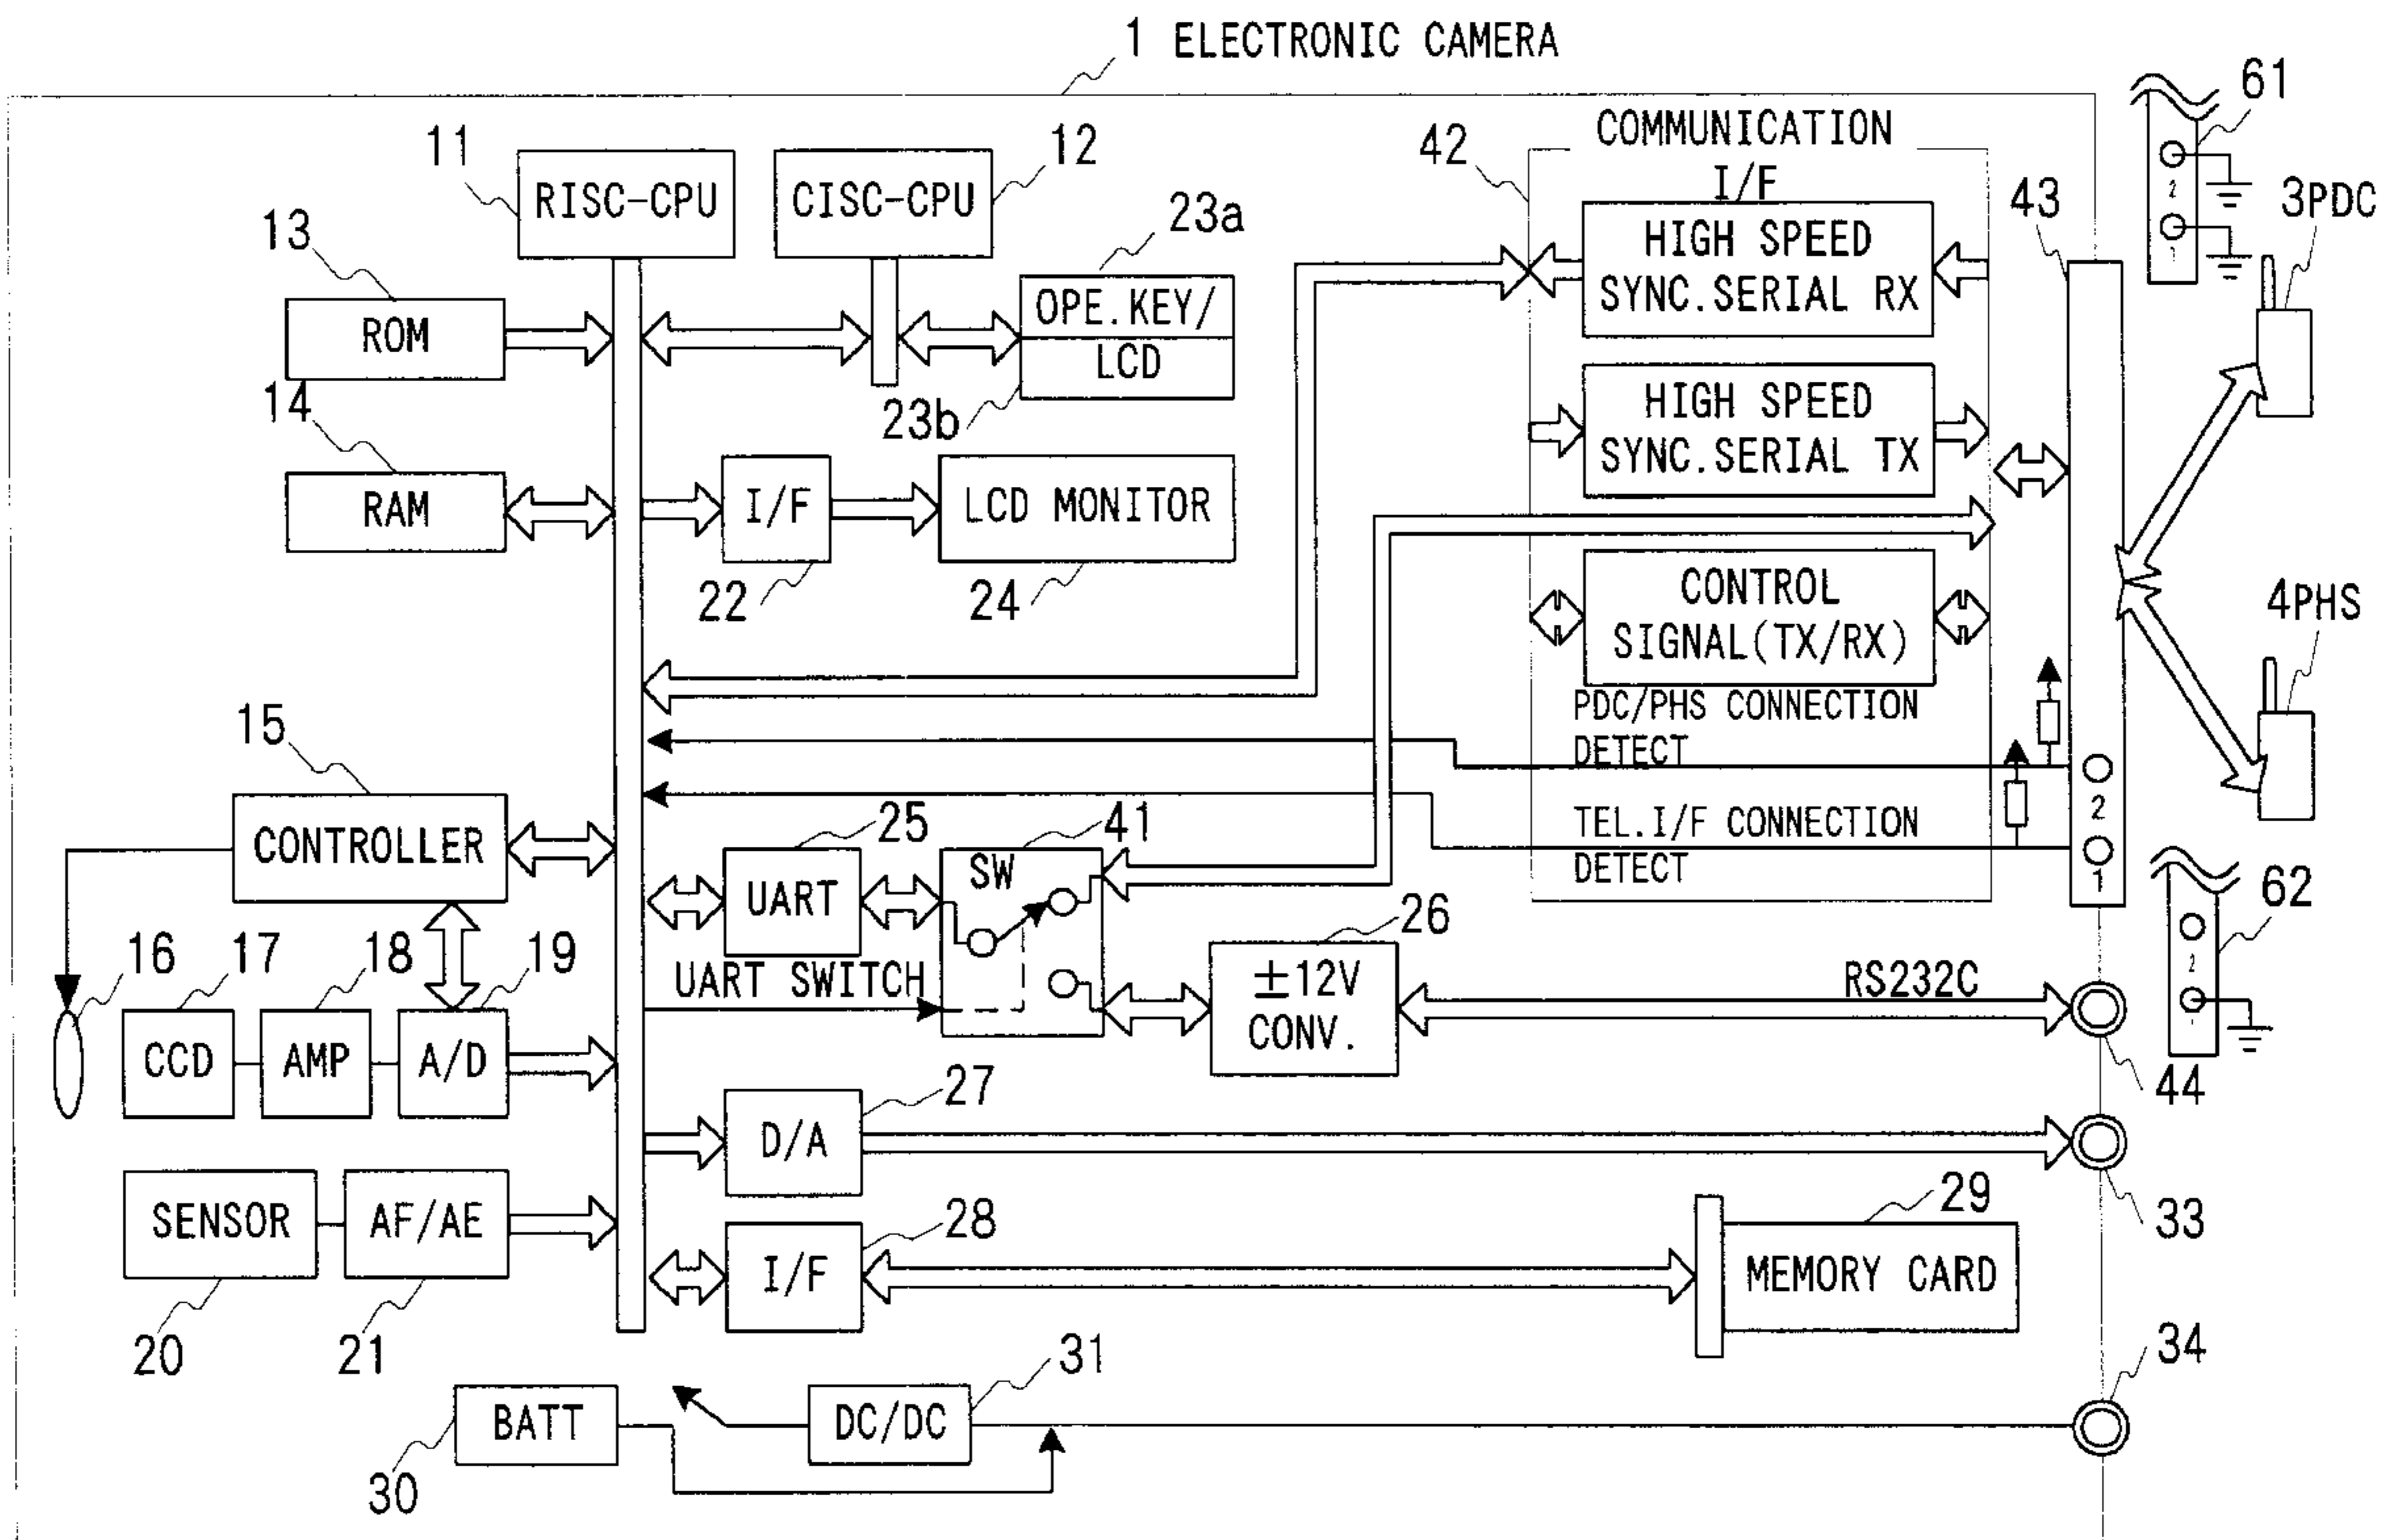 1 ELECTRONIC CAMERA
61
11
RISC-CPU
CISC-CPU
12
42
COMMUNICATION
I/F
43
3PDC
13
23a
ROM
OPE.KEY/
LCD
23b
HIGH SPEED
SYNC.SERIAL RX
2
1
14
RAM
I/F
22
LCD MONITOR
24
HIGH SPEED
SYNC.SERIAL TX
CONTROL
SIGNAL(TX/RX)
4PHS
PDC/PHS CONNECTION
DETECT
15
CONTROLLER
25
UART
41
SW
TEL.I/F CONNECTION
DETECT
2
1
62
2
1
16
17
18
19
CCD
AMP
A/D
UART SWITCH
26
±12V
CONV.
RS232C
44
27
D/A
33
SENSOR
AF/AE
20
21
28
I/F
29
MEMORY CARD
34
BATT
30
31
DC/DC